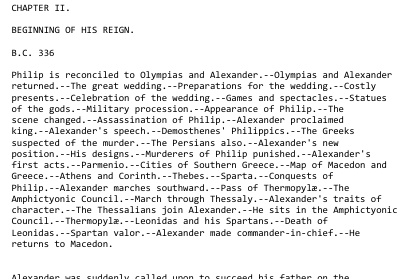 CHAPTER II.
BEGINNING OF HIS REIGN.
B.C. 336
Philip is reconciled to Olympias and Alexander.--Olympias and Alexander
returned.--The great wedding.--Preparations for the wedding.--Costly
presents.--Celebration of the wedding.--Games and spectacles.--Statues
of the gods.--Military procession.--Appearance of Philip.--The
scene changed.--Assassination of Philip.--Alexander proclaimed
king.--Alexander's speech.--Demosthenes' Philippics.--The Greeks
suspected of the murder.--The Persians also.--Alexander's new
position.--His designs.--Murderers of Philip punished.--Alexander's
first acts.--Parmenio.--Cities of Southern Greece.--Map of Macedon and
Greece.--Athens and Corinth.--Thebes.--Sparta.--Conquests of
Philip.--Alexander marches southward.--Pass of Thermopylæ.--The
Amphictyonic Council.--March through Thessaly.--Alexander's traits of
character.--The Thessalians join Alexander.--He sits in the Amphictyonic
Council.--Thermopylæ.--Leonidas and his Spartans.--Death of
Leonidas.--Spartan valor.--Alexander made commander-in-chief.--He
returns to Macedon.
Alexander was suddenly called upon to succeed his father on the